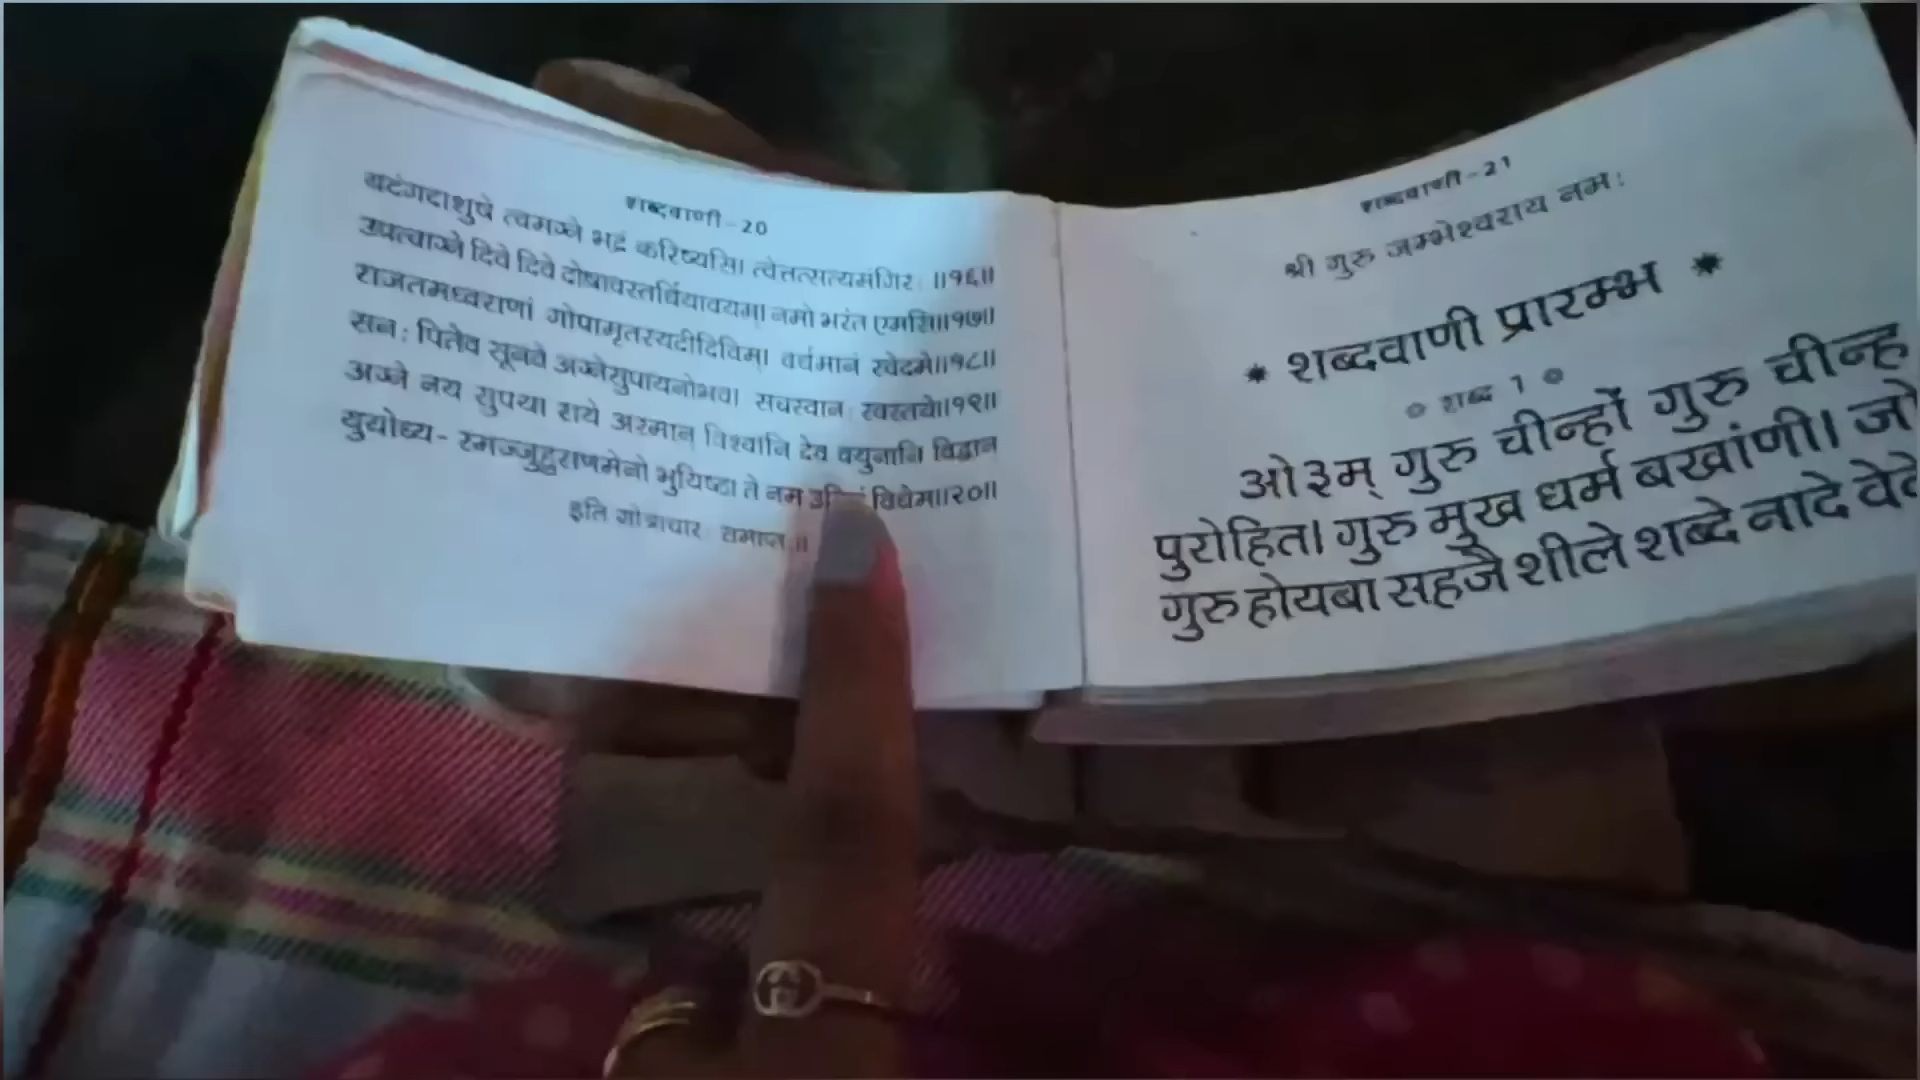 शब्दवाणी-20
यदंगदाशुषे त्वमग्ने भद्रं करिष्यसि। त्वेत्तत्सत्यमंगिरः ॥१६॥
उपत्वाग्ने दिवे दिवे दोषावस्तर्धियावयम्। नमो भरंत एमसि॥१७॥
राजतमध्वराणां गोपामृतस्यदीदिविम्। वर्धमानं स्वेदमे॥१८॥
सनः पितेव सूनवे अग्नेसुपायनोभव। सचस्वानः स्वस्तये॥१९॥
अग्ने नय सुपथा राये अस्मान् विश्वानि देव वयुनानि विद्वान
युयोध्य- स्मज्जुहुराणमेनो भुयिष्ठा ते नम विधेम॥२०॥
इति गोत्राचारः समाप्तः॥
शब्दवाणी-21
श्री गुरु जम्भेश्वराय नमः
* शब्दवाणी प्रारम्भ *
शब्द 1
ओ३म् गुरु चीन्हों गुरु चीन्ह
पुरोहित। गुरु मुख धर्म बखांणी। जो
गुरु होयबा सहजै शीले शब्दे नादे वेदे